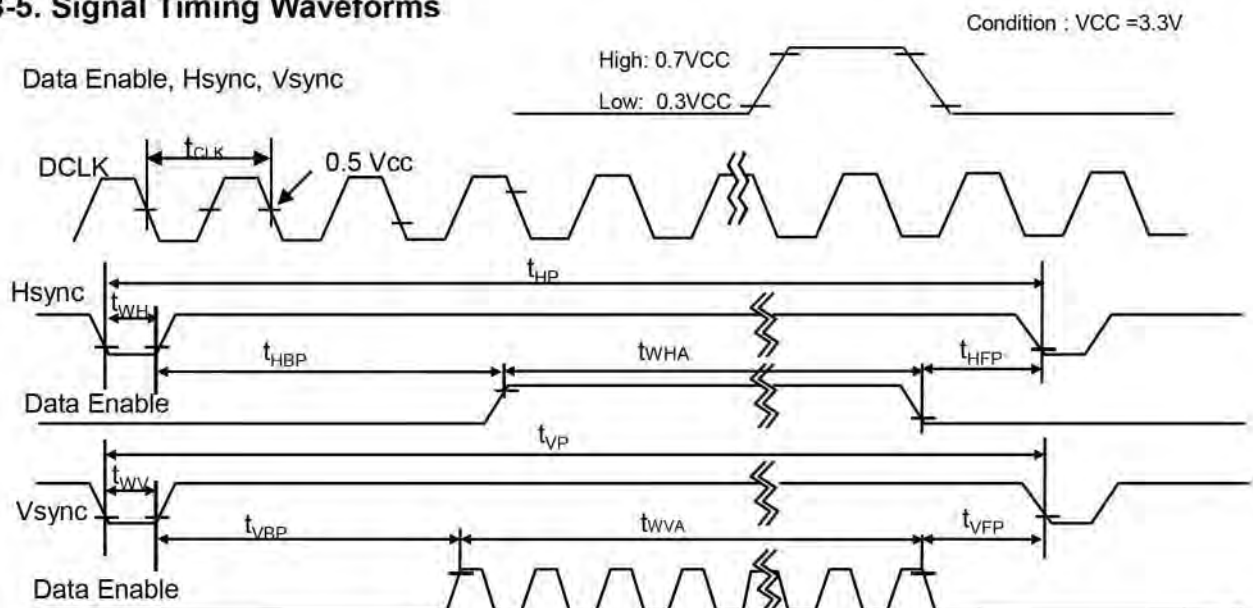 3-5. Signal Timing Waveforms
Condition : VCC =3.3V
Data Enable, Hsync, Vsync
High: 0.7VCC
Low: 0.3VCC
DCLK
tCLK
0.5 Vcc
tHP
Hsync
tWH
tHBP
tWHA
tHFP
Data Enable
tVP
tWV
Vsync
tVBP
tWVA
tVFP
Data Enable